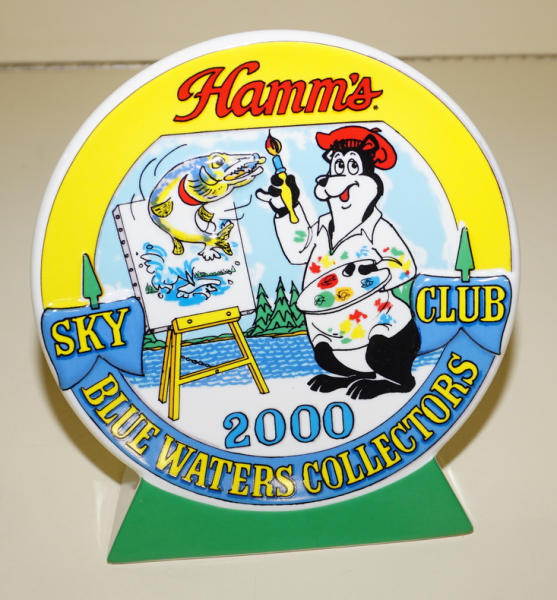 Hamm's
SKY
BLUE WATERS COLLECTORS
CLUB
2000